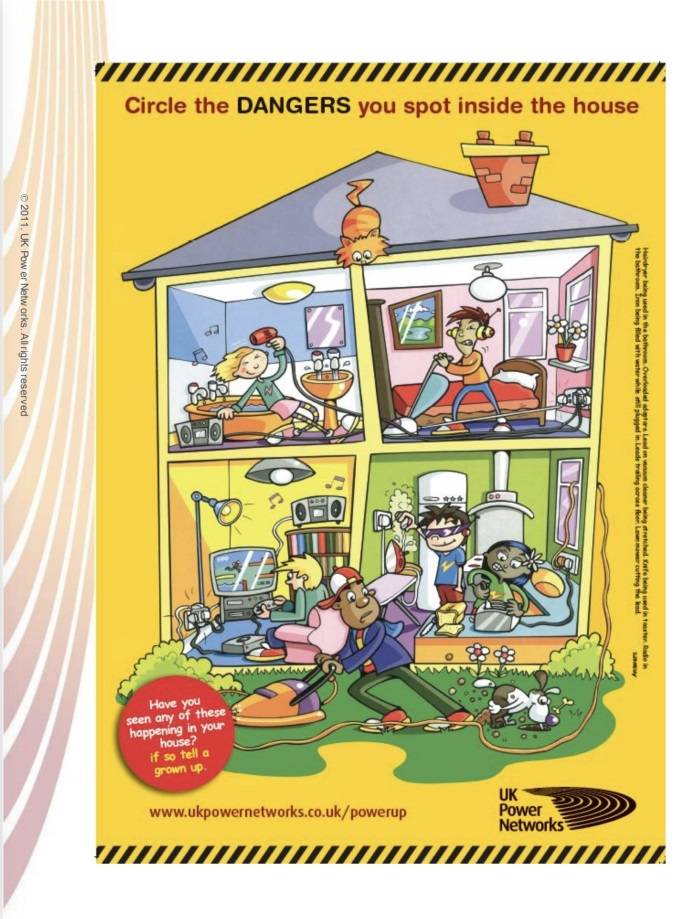 Circle the DANGERS you spot inside the house
© 2011. UK Power Networks. All rights reserved
Hairdryer being used in the bathroom. Overloaded adaptors. Lead on vacuum cleaner being stretched. Knife being used in toaster. Radio in
the bathroom. Iron being filled with water while still plugged in. Leads trailing across floor. Lawn mower cutting the lead.
Have you
seen any of these
happening in your
house?
if so tell a
grown up.
www.ukpowernetworks.co.uk/powerup
UK
Power
Networks